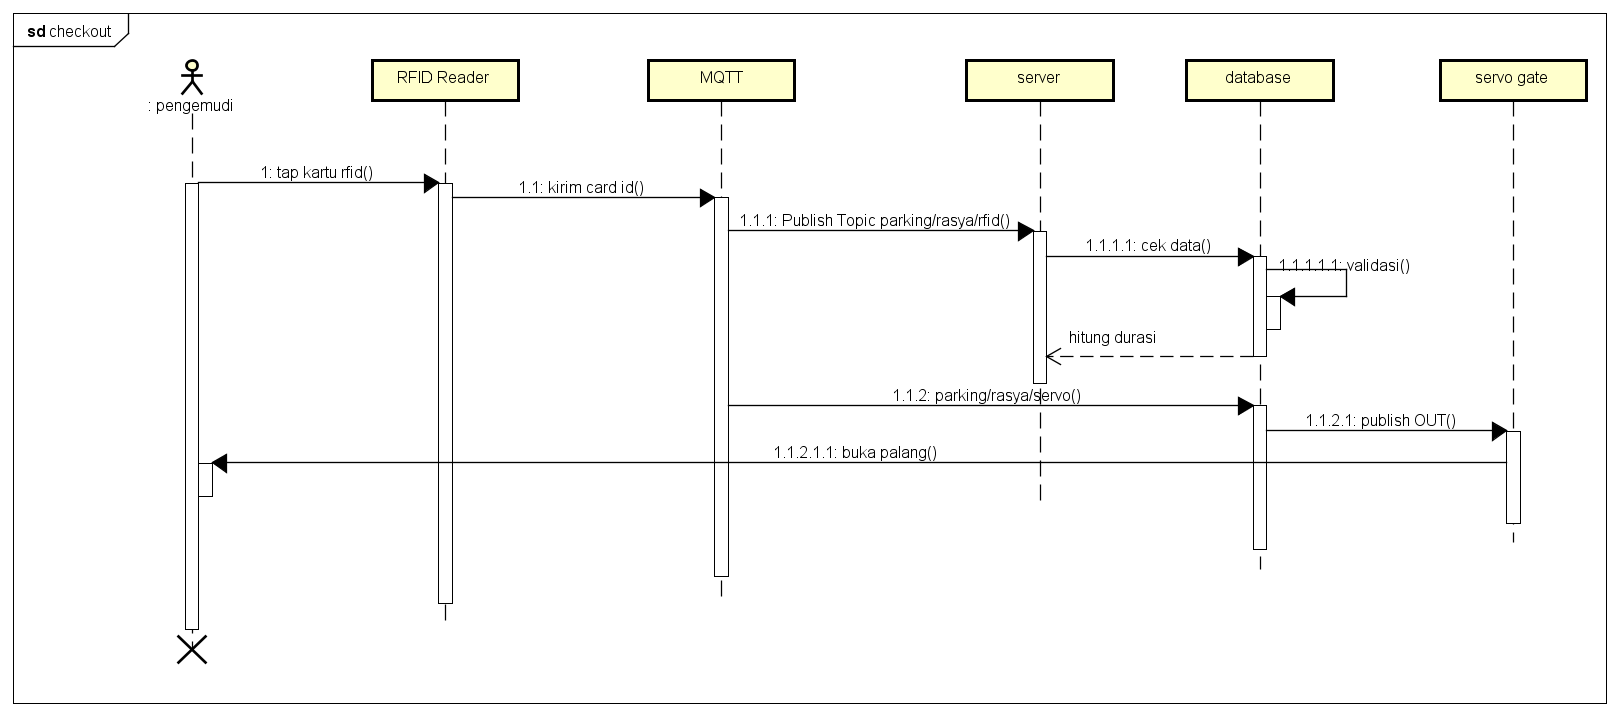 sd checkout
: pengemudi
RFID Reader
MQTT
server
database
servo gate
1: tap kartu rfid()
1.1: kirim card id()
1.1.1: Publish Topic parking/rasya/rfid()
1.1.1.1: cek data()
1.1.1.1.1: validasi()
hitung durasi
1.1.2: parking/rasya/servo()
1.1.2.1: publish OUT()
1.1.2.1.1: buka palang()